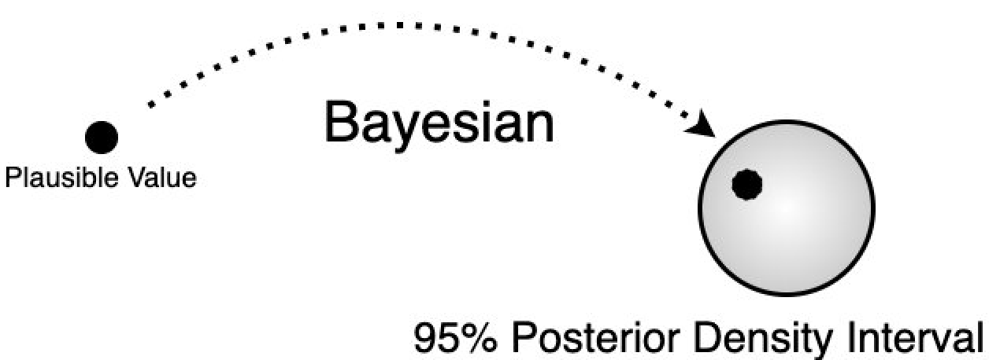 Bayesian
Plausible Value
95% Posterior Density Interval